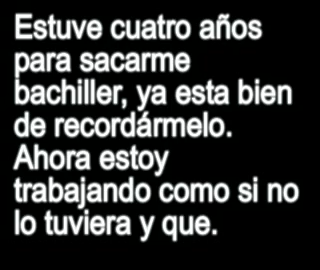 Estuve cuatro años
para sacarme
bachiller, ya esta bien
de recordármelo.
Ahora estoy
trabajando como si no
lo tuviera y que.